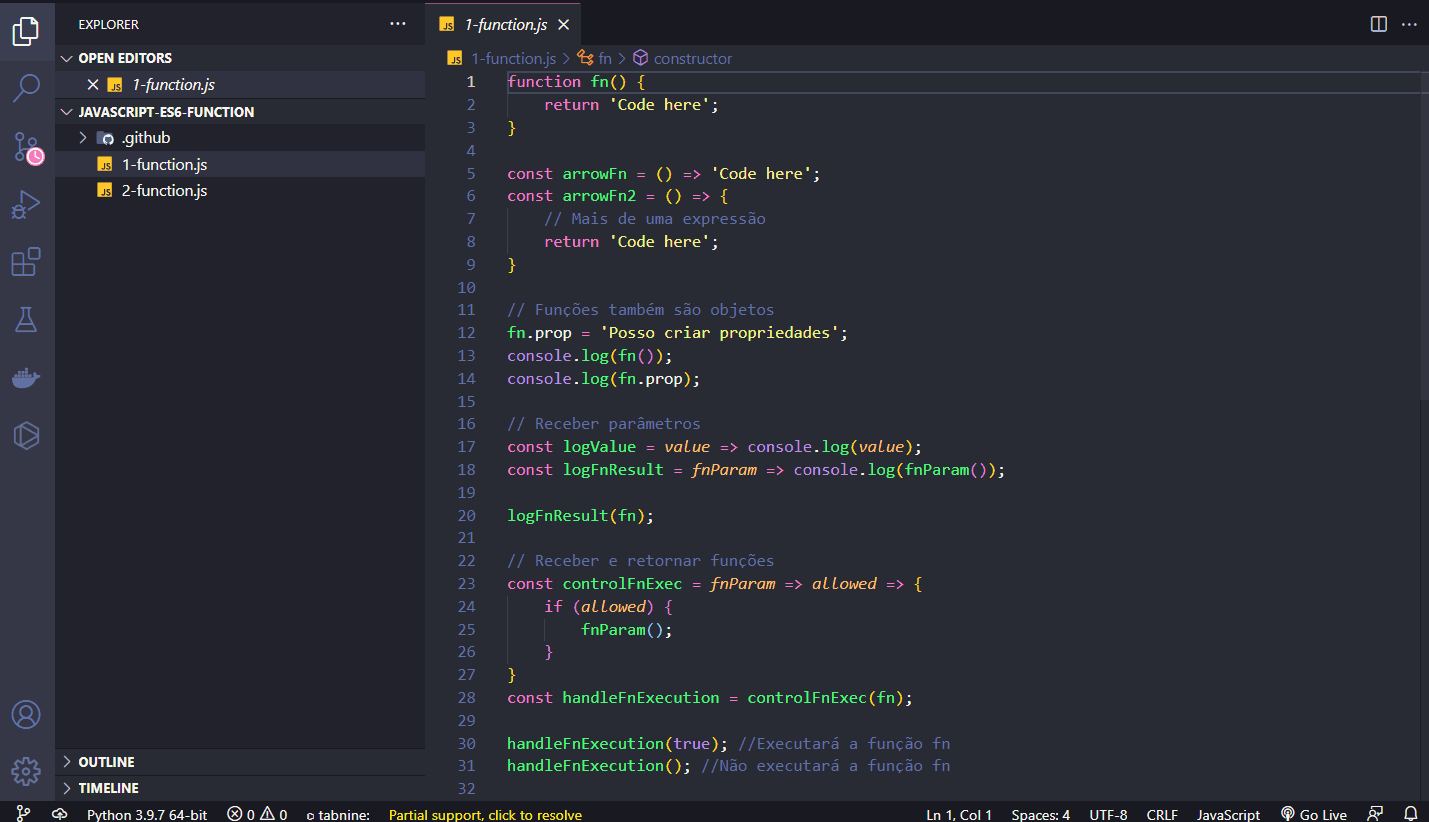 EXPLORER
OPEN EDITORS
JS 1-function.js
JAVASCRIPT-ES6-FUNCTION
.github
JS 1-function.js
JS 2-function.js
OUTLINE
TIMELINE
JS 1-function.js
JS 1-function.js > fn > constructor
1 function fn() {
2     return 'Code here';
3 }
4
5 const arrowFn = () => 'Code here';
6 const arrowFn2 = () => {
7     // Mais de uma expressão
8     return 'Code here';
9 }
10
11 // Funções também são objetos
12 fn.prop = 'Posso criar propriedades';
13 console.log(fn());
14 console.log(fn.prop);
15
16 // Receber parâmetros
17 const logValue = value => console.log(value);
18 const logFnResult = fnParam => console.log(fnParam());
19
20 logFnResult(fn);
21
22 // Receber e retornar funções
23 const controlFnExec = fnParam => allowed => {
24     if (allowed) {
25         fnParam();
26     }
27 }
28 const handleFnExecution = controlFnExec(fn);
29
30 handleFnExecution(true); //Executará a função fn
31 handleFnExecution(); //Não executará a função fn
32
Python 3.9.7 64-bit 0 0 tabnine: Partial support, click to resolve Ln 1, Col 1 Spaces: 4 UTF-8 CRLF JavaScript Go Live